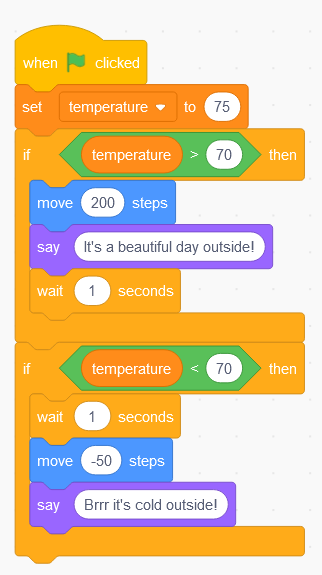 when clicked
set temperature to 75
if temperature > 70 then
move 200 steps
say It's a beautiful day outside!
wait 1 seconds
if temperature < 70 then
wait 1 seconds
move -50 steps
say Brrr it's cold outside!